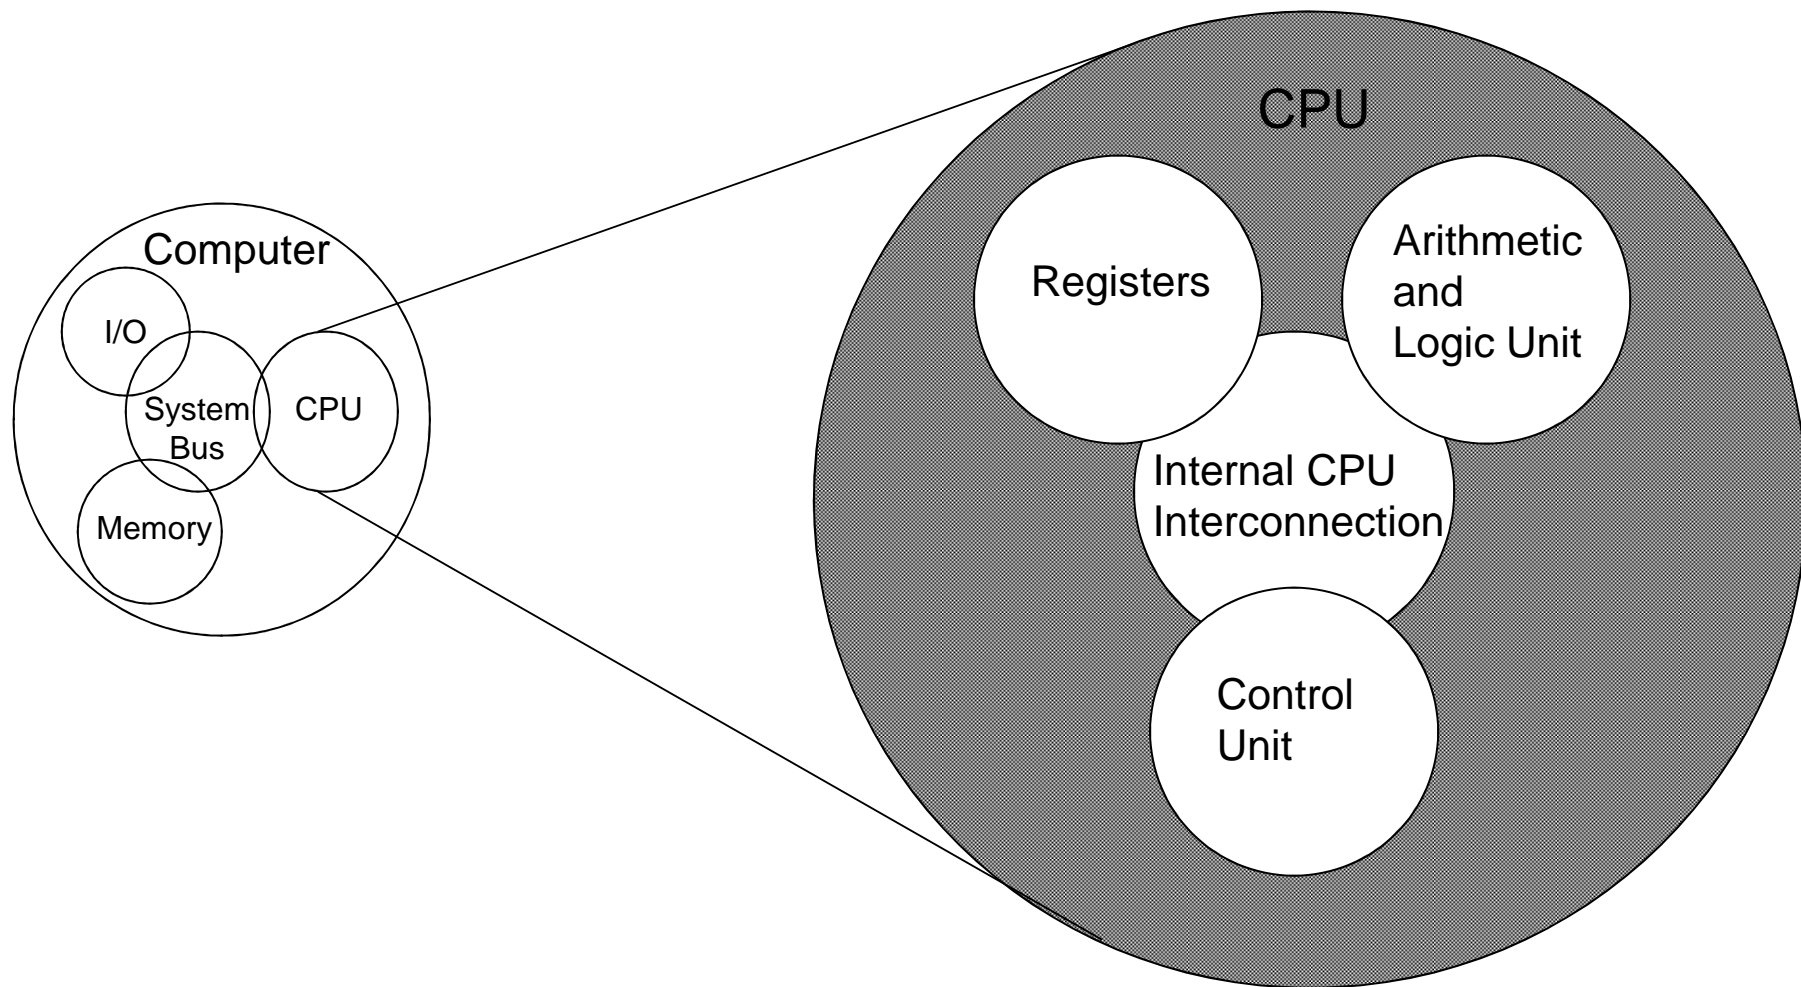 Computer
I/O
System
Bus
CPU
Memory
CPU
Registers
Arithmetic
and
Logic Unit
Internal CPU
Interconnection
Control
Unit